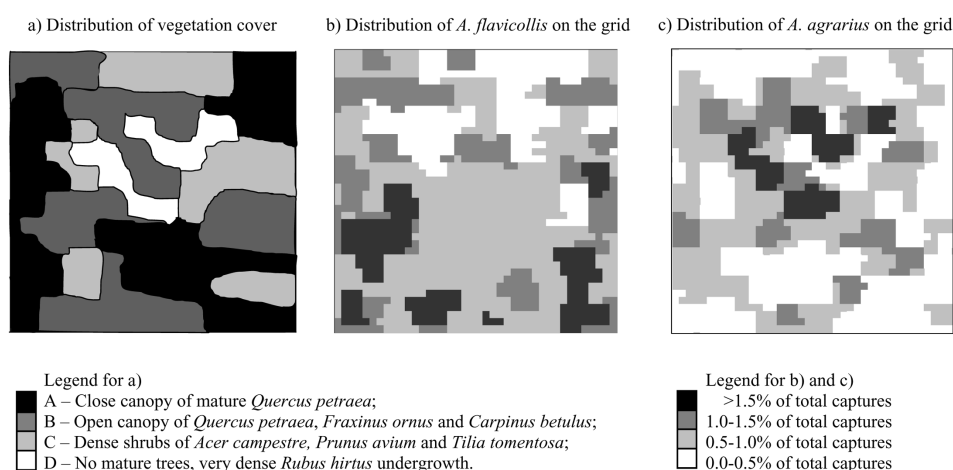 a) Distribution of vegetation cover
b) Distribution of A. flavicollis on the grid
c) Distribution of A. agrarius on the grid
Legend for a)
A – Close canopy of mature Quercus petraea;
B – Open canopy of Quercus petraea, Fraxinus ornus and Carpinus betulus;
C – Dense shrubs of Acer campestre, Prunus avium and Tilia tomentosa;
D – No mature trees, very dense Rubus hirtus undergrowth.
Legend for b) and c)
>1.5% of total captures
1.0-1.5% of total captures
0.5-1.0% of total captures
0.0-0.5% of total captures